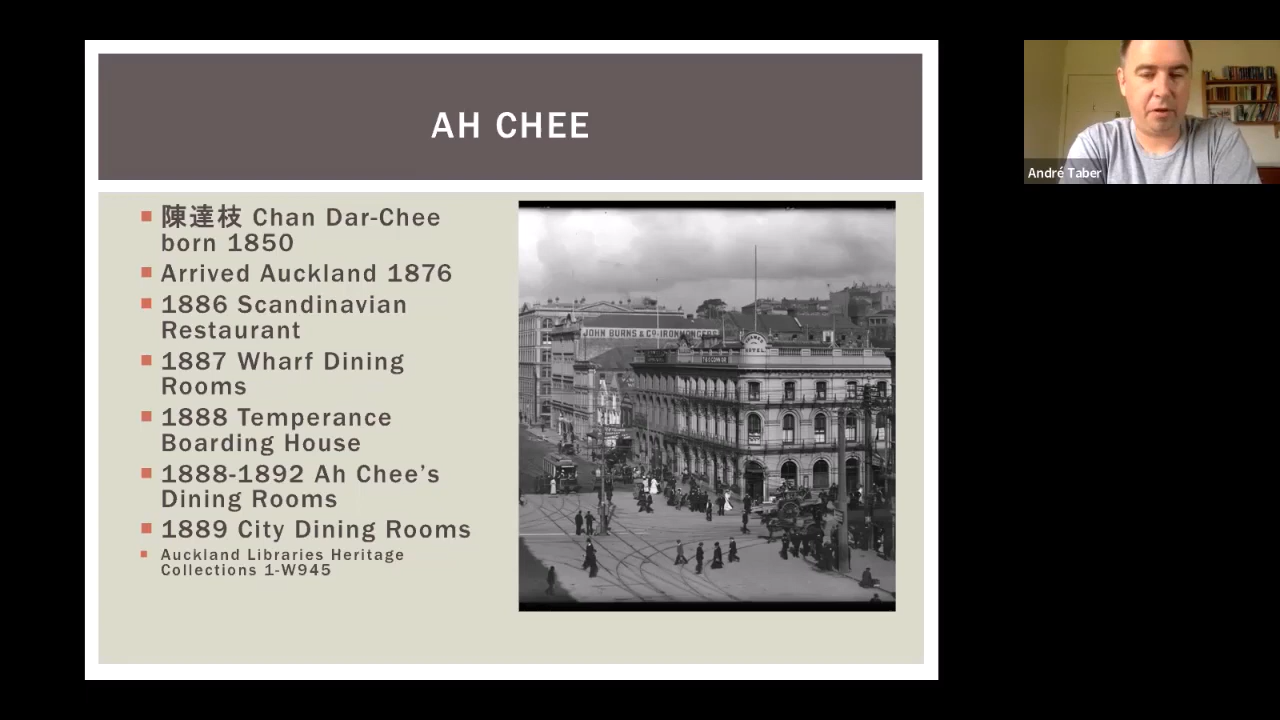 AH CHEE
陳達枝 Chan Dar-Chee
born 1850
Arrived Auckland 1876
1886 Scandinavian
Restaurant
1887 Wharf Dining
Rooms
1888 Temperance
Boarding House
1888-1892 Ah Chee’s
Dining Rooms
1889 City Dining Rooms
Auckland Libraries Heritage
Collections 1-W945
JOHN BURNS & Co IRONMONGERS
HOTEL
André Taber